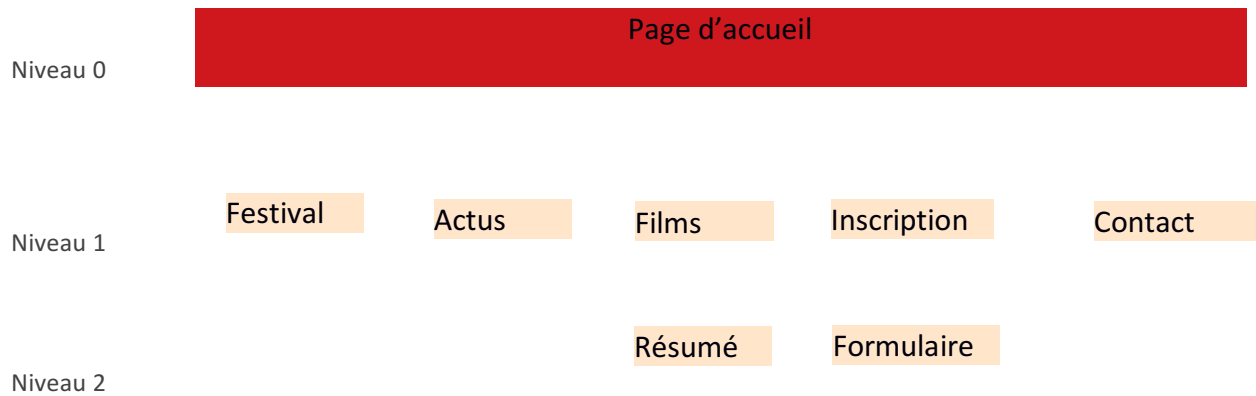 Page d’accueil
Niveau 0
Festival
Actus
Films
Inscription
Contact
Niveau 1
Résumé
Formulaire
Niveau 2